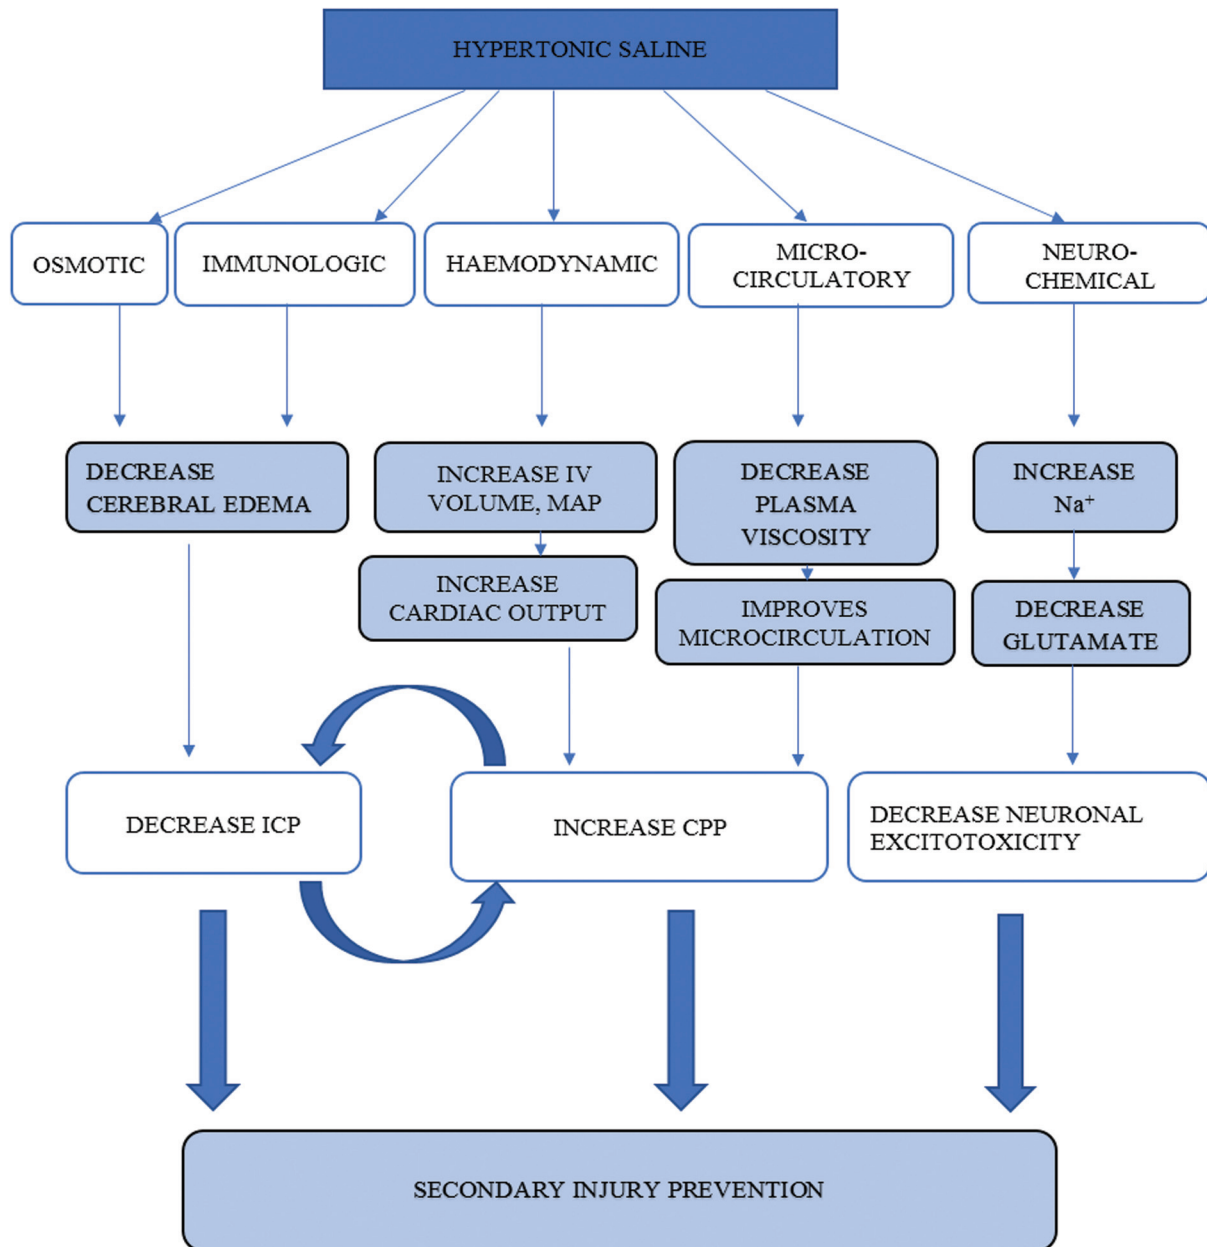 HYPERTONIC SALINE
OSMOTIC
IMMUNOLOGIC
HAEMODYNAMIC
MICRO-
CIRCULATORY
NEURO-
CHEMICAL
DECREASE
CEREBRAL EDEMA
INCREASE IV
VOLUME, MAP
DECREASE
PLASMA
VISCOSITY
INCREASE
Na⁺
INCREASE
CARDIAC OUTPUT
IMPROVES
MICROCIRCULATION
DECREASE
GLUTAMATE
DECREASE ICP
INCREASE CPP
DECREASE NEURONAL
EXCITOTOXICITY
SECONDARY INJURY PREVENTION